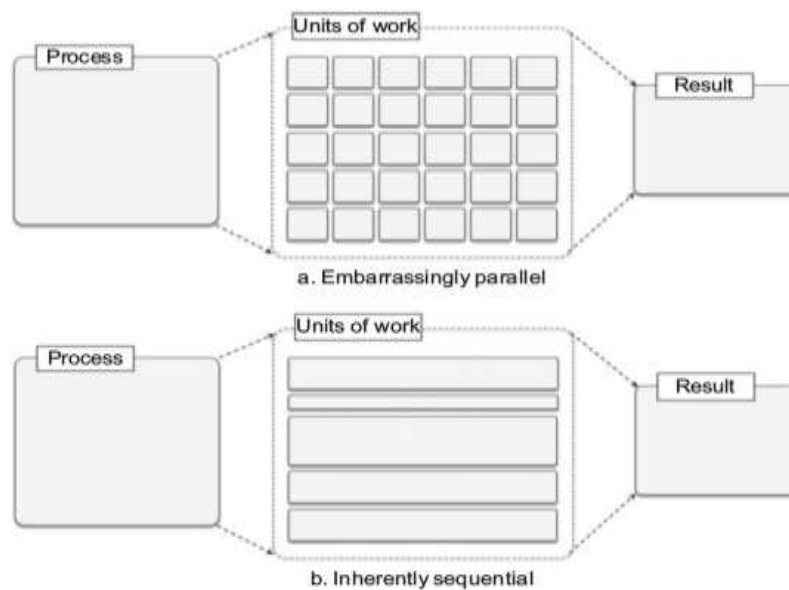 Units of work
Process
Result
a. Embarrassingly parallel
Units of work
Process
Result
b. Inherently sequential